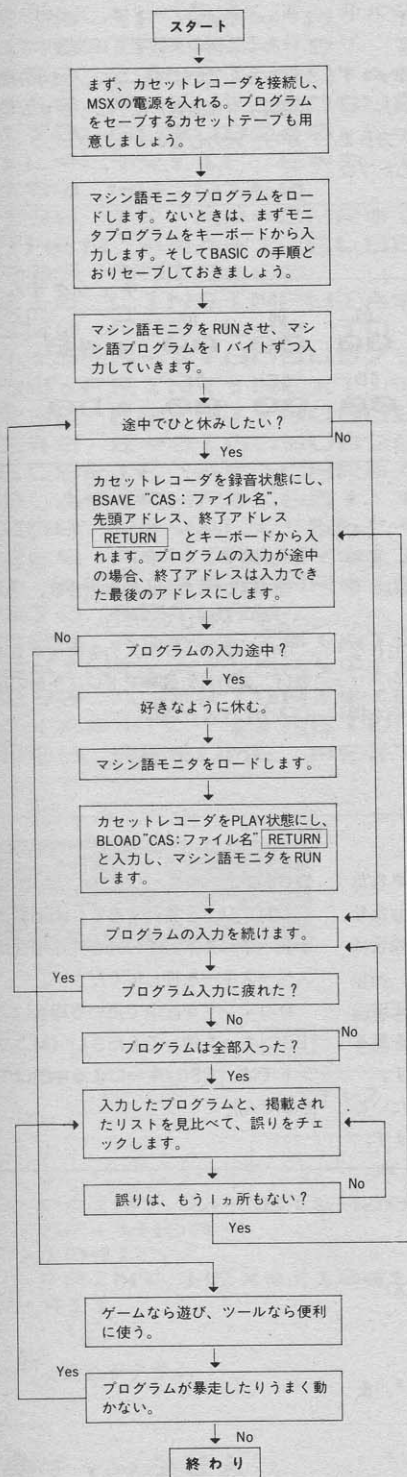 スタート
まず、カセットレコーダを接続し、
MSXの電源を入れる。プログラム
をセーブするカセットテープも用
意しましょう。
マシン語モニタプログラムをロー
ドします。ないときは、まずモニ
タプログラムをキーボードから入
力します。そしてBASIC の手順ど
おりセーブしておきましょう。
マシン語モニタをRUNさせ、マシ
ン語プログラムを1バイトずつ入
力していきます。
途中でひと休みしたい?
No
Yes
カセットレコーダを録音状態にし、
BSAVE "CAS:ファイル名",
先頭アドレス、終了アドレス
RETURN とキーボードから入
れます。プログラムの入力が途中
の場合、終了アドレスは入力でき
た最後のアドレスにします。
No
プログラムの入力途中?
Yes
好きなように休む。
マシン語モニタをロードします。
カセットレコーダをPLAY状態にし、
BLOAD"CAS:ファイル名" RETURN
と入力し、マシン語モニタをRUN
します。
プログラムの入力を続けます。
Yes
プログラム入力に疲れた?
No
プログラムは全部入った?
No
Yes
入力したプログラムと、掲載され
たリストを見比べて、誤りをチェ
ックします。
誤りは、もう1ヵ所もない?
No
Yes
ゲームなら遊び、ツールなら便利
に使う。
Yes
プログラムが暴走したりうまく動
かない。
No
終わり